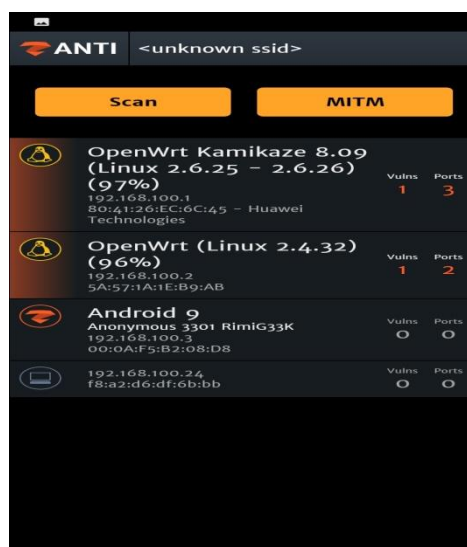 ZANTI <unknown ssid>
Scan MITM
OpenWrt Kamikaze 8.09
(Linux 2.6.25 – 2.6.26)
(97%)
Vulns Ports
1 3
192.168.100.1
80:41:26:EC:6C:45 – Huawei
Technologies
OpenWrt (Linux 2.4.32)
(96%)
Vulns Ports
1 2
192.168.100.2
5A:57:1A:1E:B9:AB
Android 9
Anonymous 3301 RimiG33K
Vulns Ports
0 0
192.168.100.3
00:0A:F5:B2:08:D8
192.168.100.24
f8:a2:d6:df:6b:bb
Vulns Ports
0 0